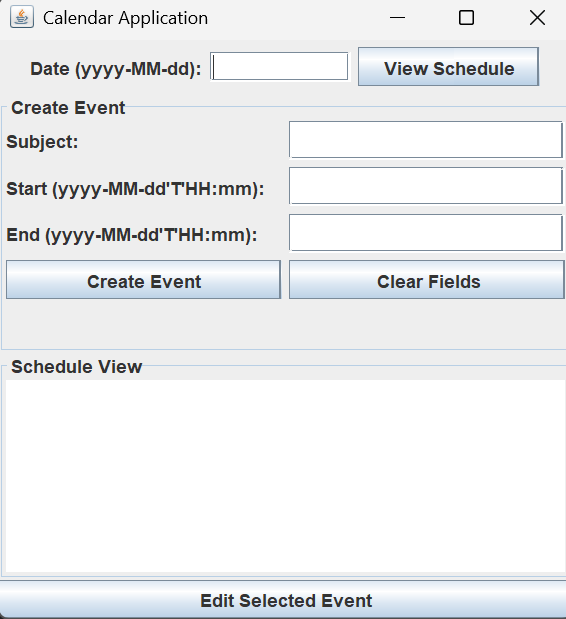 Calendar Application
Date (yyyy-MM-dd): View Schedule
Create Event
Subject:
Start (yyyy-MM-dd'T'HH:mm):
End (yyyy-MM-dd'T'HH:mm):
Create Event Clear Fields
Schedule View
Edit Selected Event